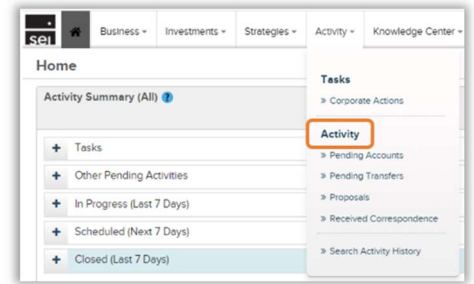 sei
Business Investments Strategies Activity Knowledge Center
Home
Activity Summary (All) ?
Tasks
Other Pending Activities
In Progress (Last 7 Days)
Scheduled (Next 7 Days)
Closed (Last 7 Days)
Tasks
» Corporate Actions
Activity
» Pending Accounts
» Pending Transfers
» Proposals
» Received Correspondence
» Search Activity History